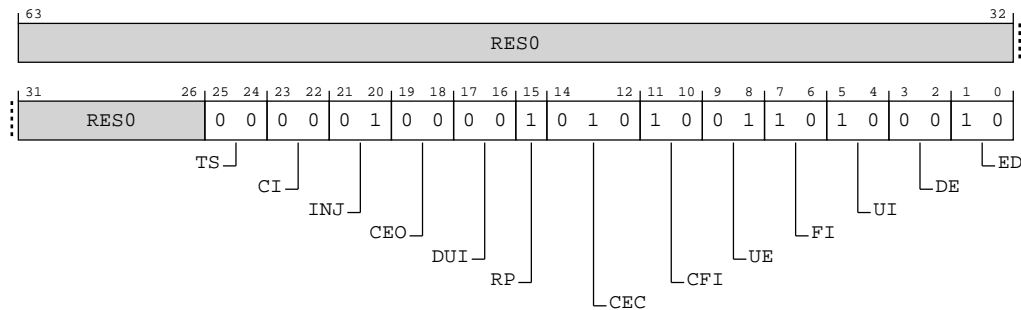 63 32
RES0
31 26 25 24 23 22 21 20 19 18 17 16 15 14 12 11 10 9 8 7 6 5 4 3 2 1 0
RES0 0 0 0 0 0 1 0 0 0 0 1 0 1 0 1 0 0 1 1 0 1 0 0 0 1 0
TS ED
CI DE
INJ UI
CEO FI
DUI UE
RP CFI
CEC